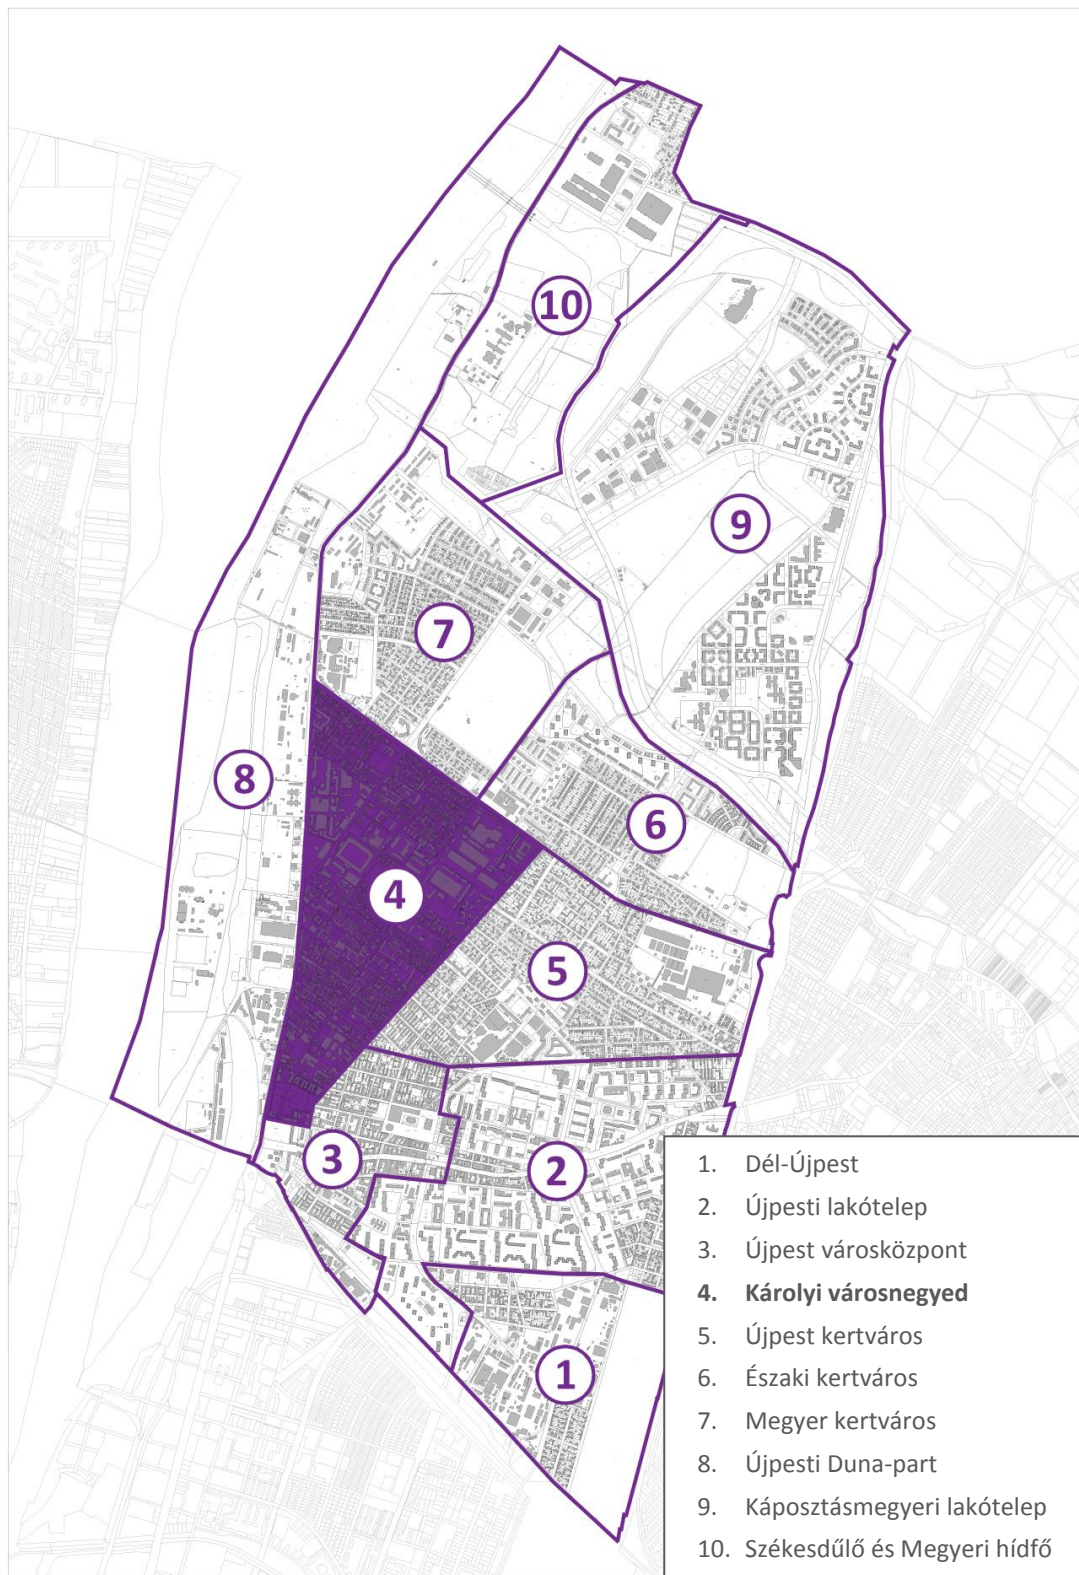 10
9
7
8
6
4
5
3
2
1
1. Dél-Újpest
2. Újpesti lakótelep
3. Újpest városközpont
4. Károlyi városnegyed
5. Újpest kertváros
6. Északi kertváros
7. Megyer kertváros
8. Újpesti Duna-part
9. Káposztásmegyeri lakótelep
10. Székesdűlő és Megyeri hídfő